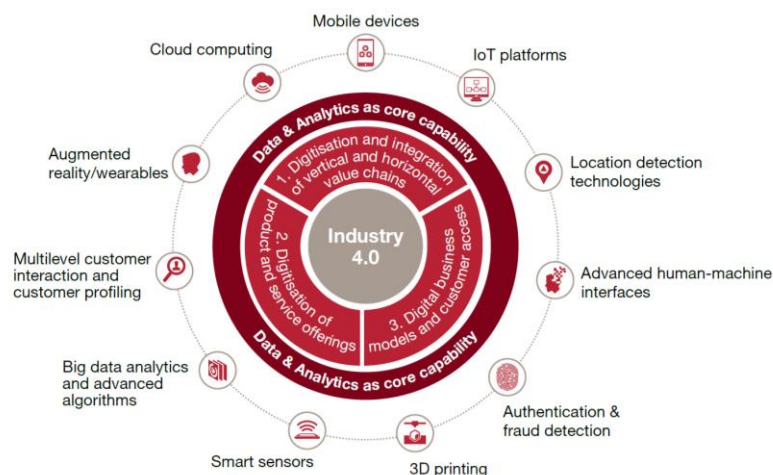 Mobile devices
Cloud computing
IoT platforms
Augmented
reality/wearables
Location detection
technologies
Multilevel customer
interaction and
customer profiling
Advanced human-machine
interfaces
Big data analytics
and advanced
algorithms
Authentication &
fraud detection
Smart sensors
3D printing
Data & Analytics as core capability
1. Digitisation and integration
of vertical and horizontal
value chains
2. Digitisation of
product and service offerings
3. Digital business
models and customer access
Industry
4.0
Data & Analytics as core capability